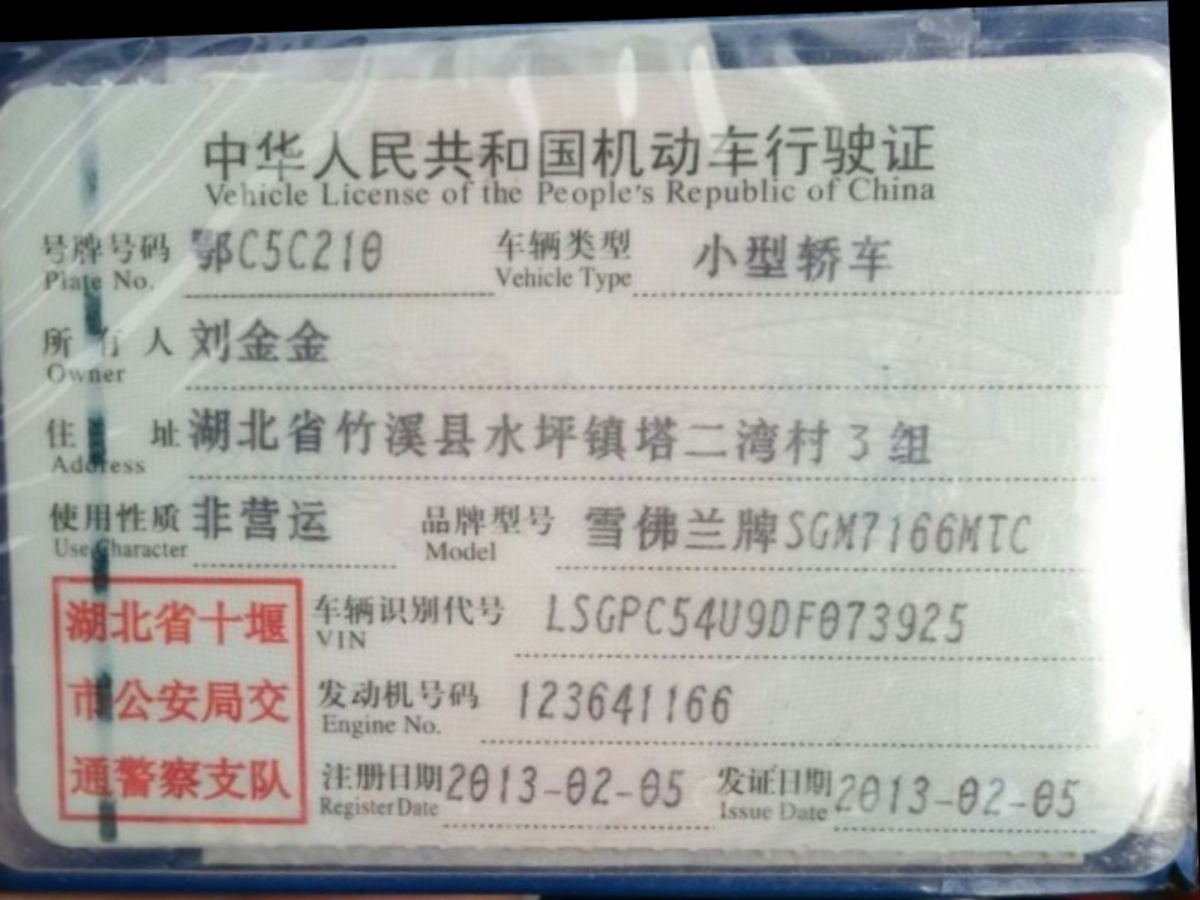 中华人民共和国机动车行驶证
Vehicle License of the People's Republic of China
号牌号码 鄂C5C210 车辆类型 小型轿车
Plate No. Vehicle Type
所有人 刘金金
Owner
住址 湖北省竹溪县水坪镇塔二湾村3组
Address
使用性质 非营运 品牌型号 雪佛兰牌SGM7166MTC
Use Character Model
湖北省十堰
市公安局交
通警察支队
车辆识别代号 LSGPC54U9DF073925
VIN
发动机号码 123641166
Engine No.
注册日期 2013-02-05 发证日期 2013-02-05
Register Date Issue Date